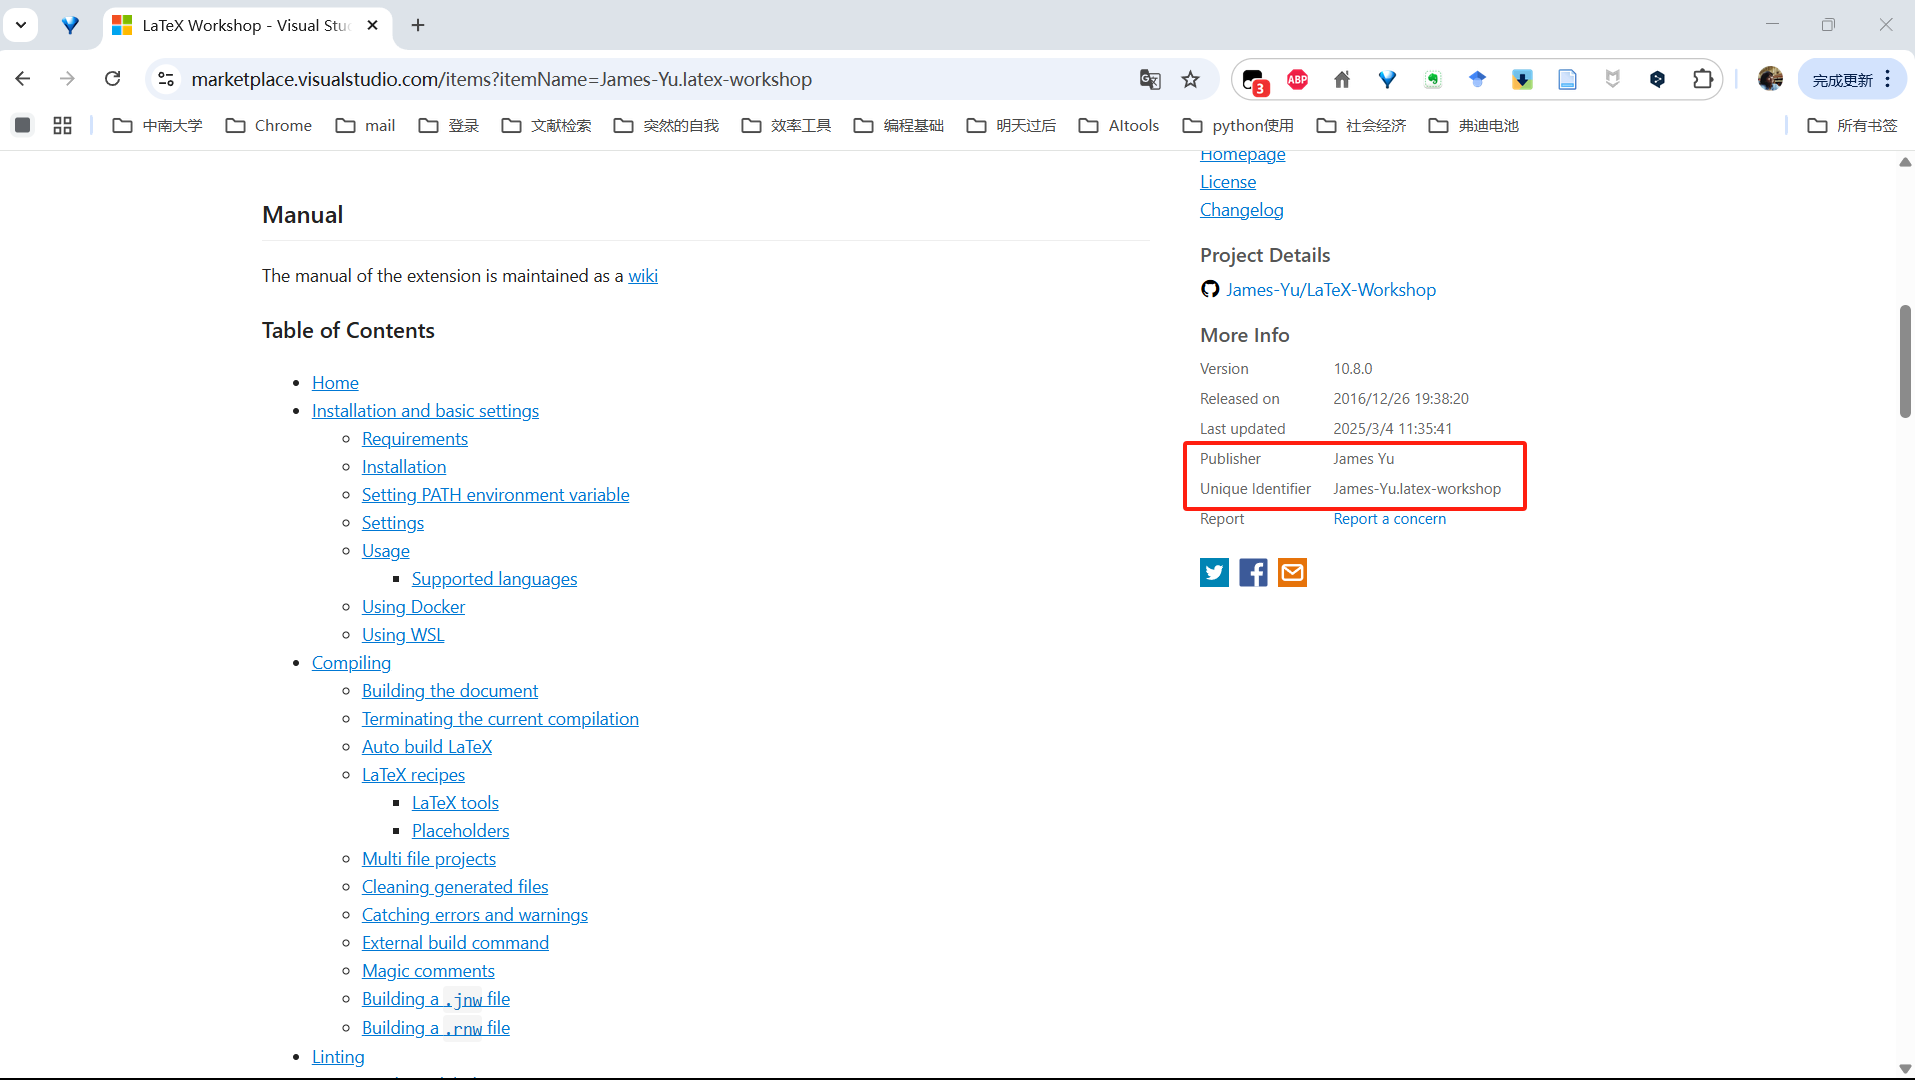 LaTeX Workshop - Visual Stu
marketplace.visualstudio.com/items?itemName=James-Yu.latex-workshop
3
ABP
完成更新
中南大学
Chrome
mail
登录
文献检索
突然的自我
效率工具
编程基础
明天过后
AItools
python使用
社会经济
弗迪电池
所有书签
Manual
The manual of the extension is maintained as a wiki
Table of Contents
Home
Installation and basic settings
Requirements
Installation
Setting PATH environment variable
Settings
Usage
Supported languages
Using Docker
Using WSL
Compiling
Building the document
Terminating the current compilation
Auto build LaTeX
LaTeX recipes
LaTeX tools
Placeholders
Multi file projects
Cleaning generated files
Catching errors and warnings
External build command
Magic comments
Building a .jnw file
Building a .rnw file
Linting
Homepage
License
Changelog
Project Details
James-Yu/LaTeX-Workshop
More Info
Version 10.8.0
Released on 2016/12/26 19:38:20
Last updated 2025/3/4 11:35:41
Publisher James Yu
Unique Identifier James-Yu.latex-workshop
Report Report a concern